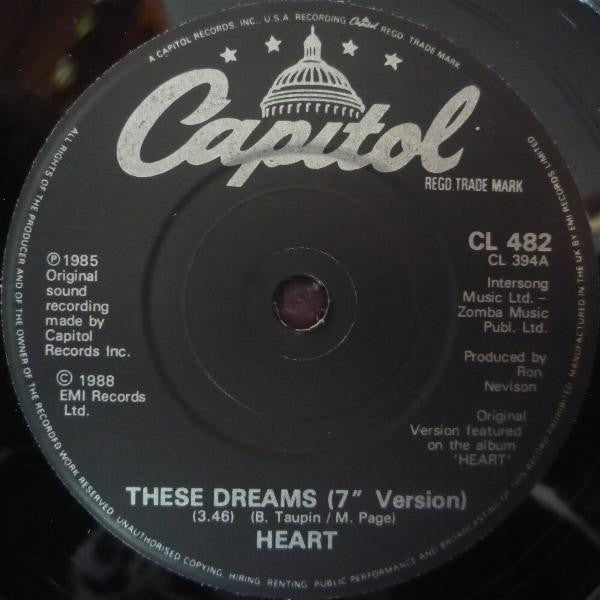 A CAPITOL RECORDS, INC., U.S.A. RECORDING Capitol REGD. TRADE MARK
Capitol
REGD. TRADE MARK
CL 482
CL 394A
℗ 1985
Original
sound
recording
made by
Capitol
Records Inc.
© 1988
EMI Records
Ltd.
Intersong
Music Ltd. –
Zomba Music
Publ. Ltd.
Produced by
Ron
Nevison
Original
Version featured
on the album
'HEART'
THESE DREAMS (7" Version)
(3.46) (B. Taupin / M. Page)
HEART
ALL RIGHTS OF THE PRODUCER AND OF THE OWNER OF THE RECORDED WORK RESERVED. UNAUTHORISED COPYING, HIRING, RENTING, PUBLIC PERFORMANCE AND BROADCASTING OF THIS RECORD PROHIBITED. MANUFACTURED IN THE UK BY EMI RECORDS LIMITED